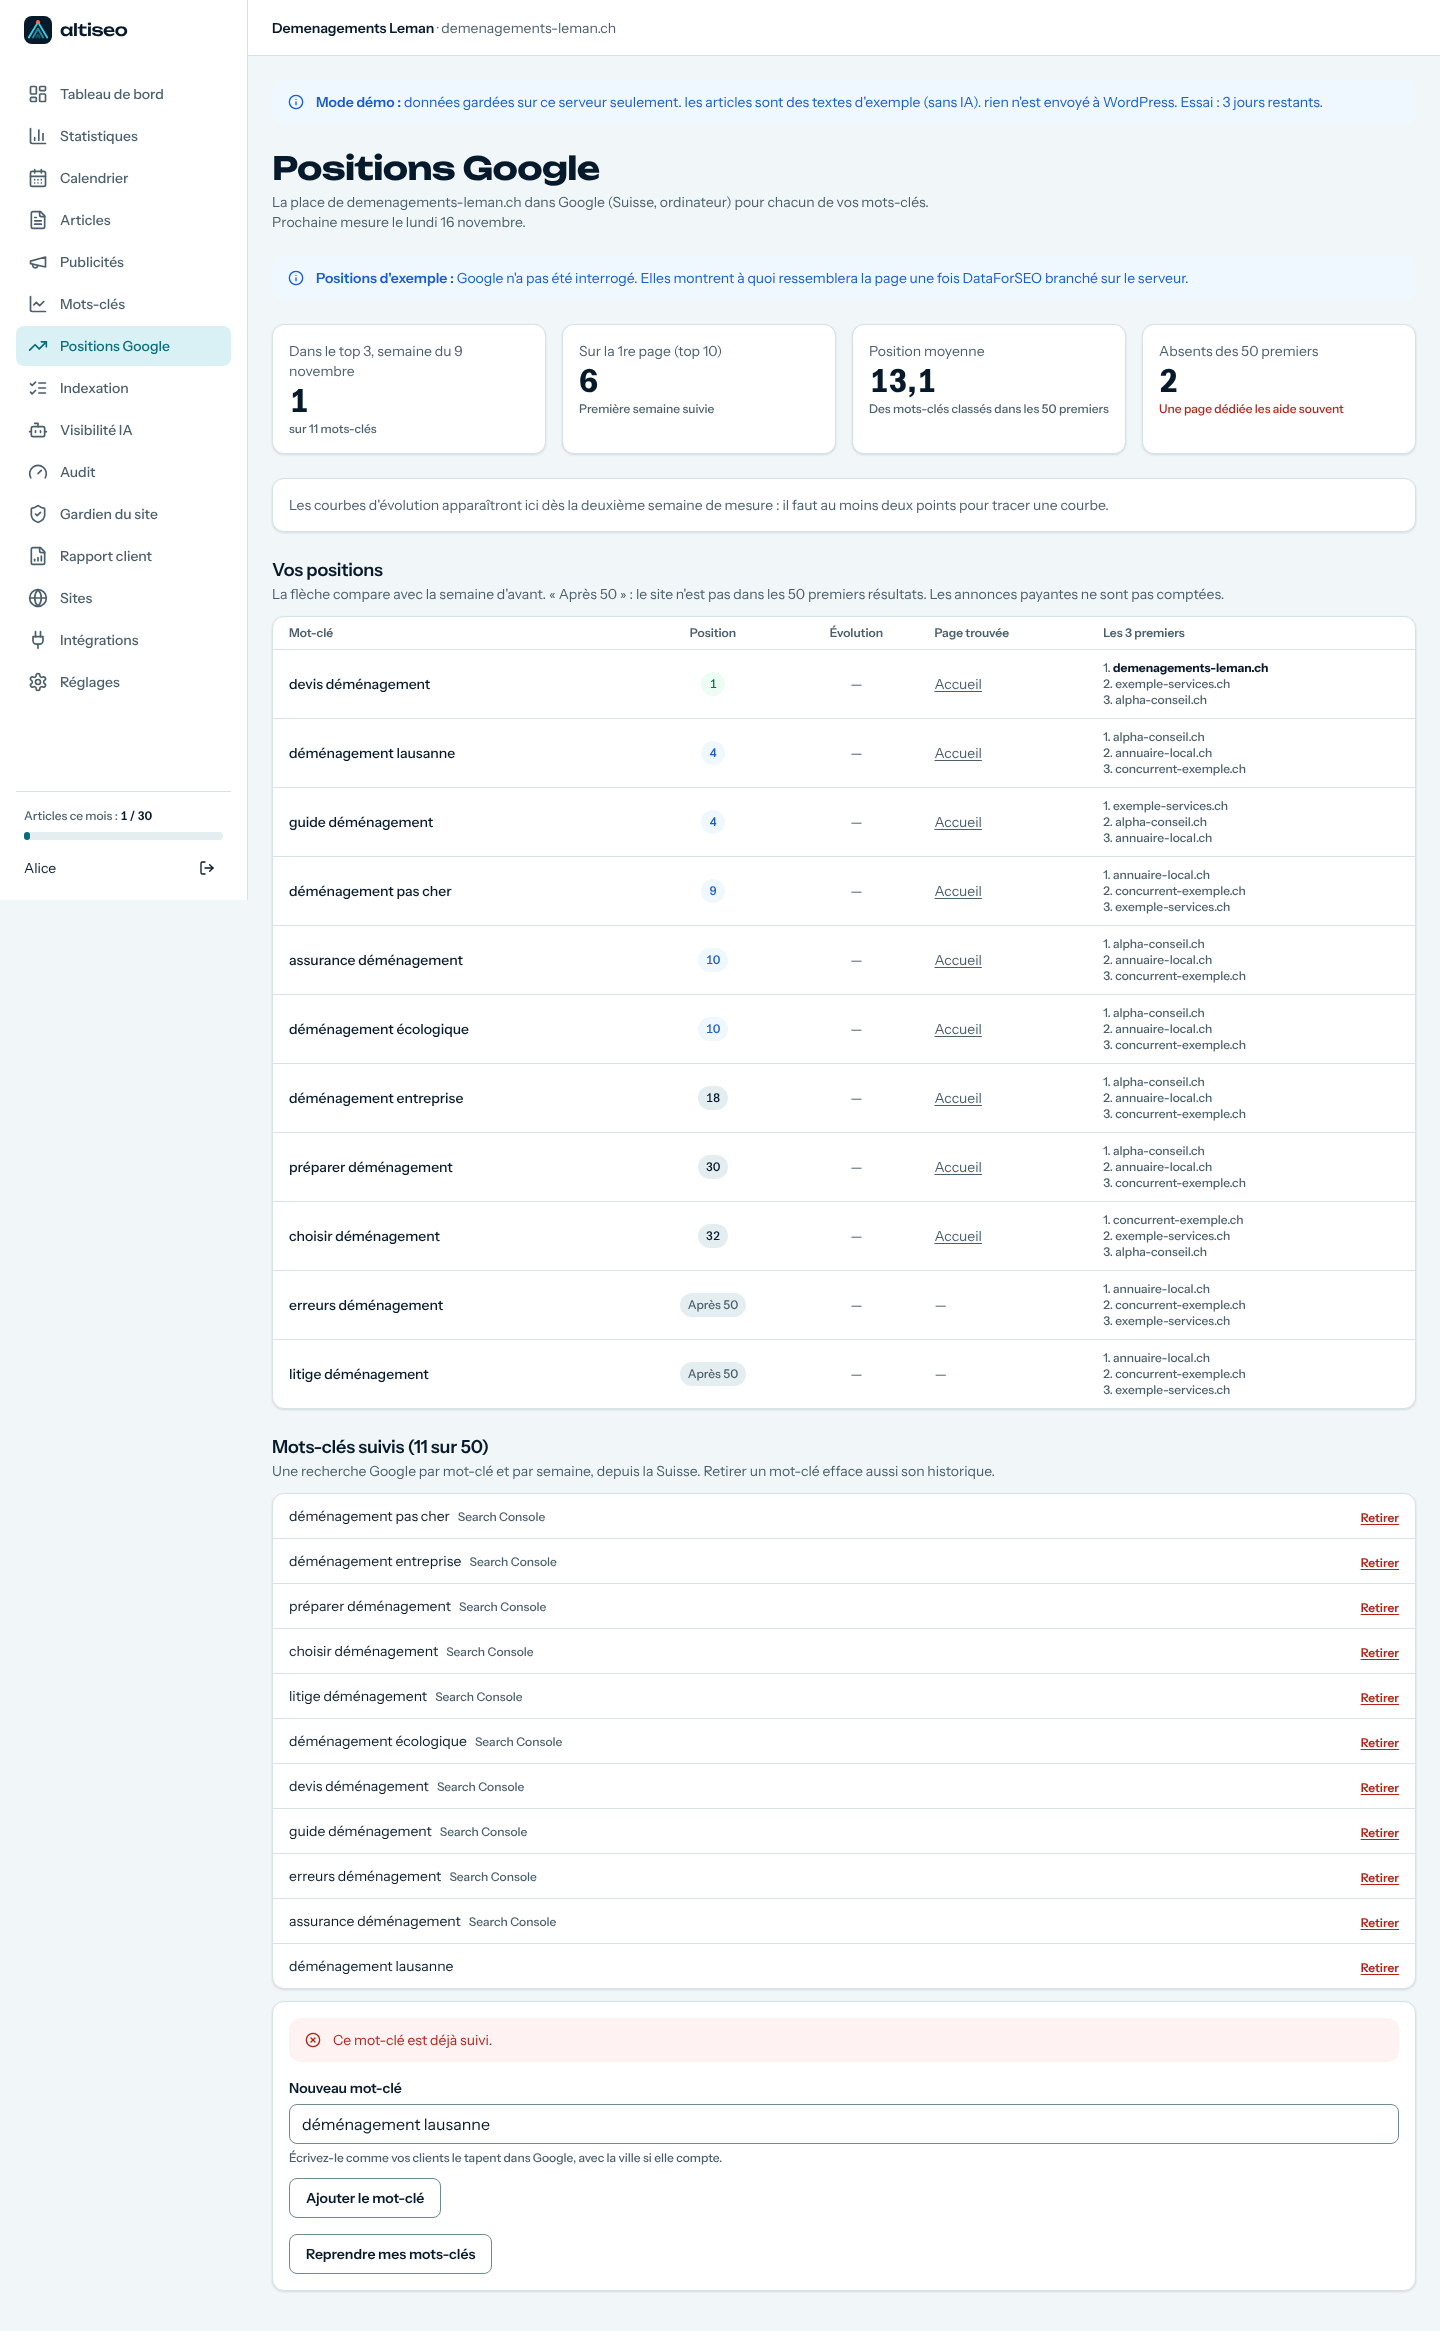 altiseo
Demenagements Leman · demenagements-leman.ch
Tableau de bord
Statistiques
Calendrier
Articles
Publicités
Mots-clés
Positions Google
Indexation
Visibilité IA
Audit
Gardien du site
Rapport client
Sites
Intégrations
Réglages
Articles ce mois : 1 / 30
Alice
Mode démo : données gardées sur ce serveur seulement. les articles sont des textes d'exemple (sans IA). rien n'est envoyé à WordPress. Essai : 3 jours restants.
Positions Google
La place de demenagements-leman.ch dans Google (Suisse, ordinateur) pour chacun de vos mots-clés.
Prochaine mesure le lundi 16 novembre.
Positions d'exemple : Google n'a pas été interrogé. Elles montrent à quoi ressemblera la page une fois DataForSEO branché sur le serveur.
Dans le top 3, semaine du 9
novembre
1
sur 11 mots-clés
Sur la 1re page (top 10)
6
Première semaine suivie
Position moyenne
13,1
Des mots-clés classés dans les 50 premiers
Absents des 50 premiers
2
Une page dédiée les aide souvent
Les courbes d'évolution apparaîtront ici dès la deuxième semaine de mesure : il faut au moins deux points pour tracer une courbe.
Vos positions
La flèche compare avec la semaine d'avant. « Après 50 » : le site n'est pas dans les 50 premiers résultats. Les annonces payantes ne sont pas comptées.
Mot-clé Position Évolution Page trouvée Les 3 premiers
devis déménagement 1 — Accueil
1. demenagements-leman.ch
2. exemple-services.ch
3. alpha-conseil.ch
déménagement lausanne 4 — Accueil
1. alpha-conseil.ch
2. annuaire-local.ch
3. concurrent-exemple.ch
guide déménagement 4 — Accueil
1. exemple-services.ch
2. alpha-conseil.ch
3. annuaire-local.ch
déménagement pas cher 9 — Accueil
1. annuaire-local.ch
2. concurrent-exemple.ch
3. exemple-services.ch
assurance déménagement 10 — Accueil
1. alpha-conseil.ch
2. annuaire-local.ch
3. concurrent-exemple.ch
déménagement écologique 10 — Accueil
1. alpha-conseil.ch
2. annuaire-local.ch
3. concurrent-exemple.ch
déménagement entreprise 18 — Accueil
1. alpha-conseil.ch
2. annuaire-local.ch
3. concurrent-exemple.ch
préparer déménagement 30 — Accueil
1. alpha-conseil.ch
2. annuaire-local.ch
3. concurrent-exemple.ch
choisir déménagement 32 — Accueil
1. concurrent-exemple.ch
2. exemple-services.ch
3. alpha-conseil.ch
erreurs déménagement Après 50 — —
1. annuaire-local.ch
2. concurrent-exemple.ch
3. exemple-services.ch
litige déménagement Après 50 — —
1. annuaire-local.ch
2. concurrent-exemple.ch
3. exemple-services.ch
Mots-clés suivis (11 sur 50)
Une recherche Google par mot-clé et par semaine, depuis la Suisse. Retirer un mot-clé efface aussi son historique.
déménagement pas cher Search Console Retirer
déménagement entreprise Search Console Retirer
préparer déménagement Search Console Retirer
choisir déménagement Search Console Retirer
litige déménagement Search Console Retirer
déménagement écologique Search Console Retirer
devis déménagement Search Console Retirer
guide déménagement Search Console Retirer
erreurs déménagement Search Console Retirer
assurance déménagement Search Console Retirer
déménagement lausanne Retirer
Ce mot-clé est déjà suivi.
Nouveau mot-clé
déménagement lausanne
Écrivez-le comme vos clients le tapent dans Google, avec la ville si elle compte.
Ajouter le mot-clé
Reprendre mes mots-clés